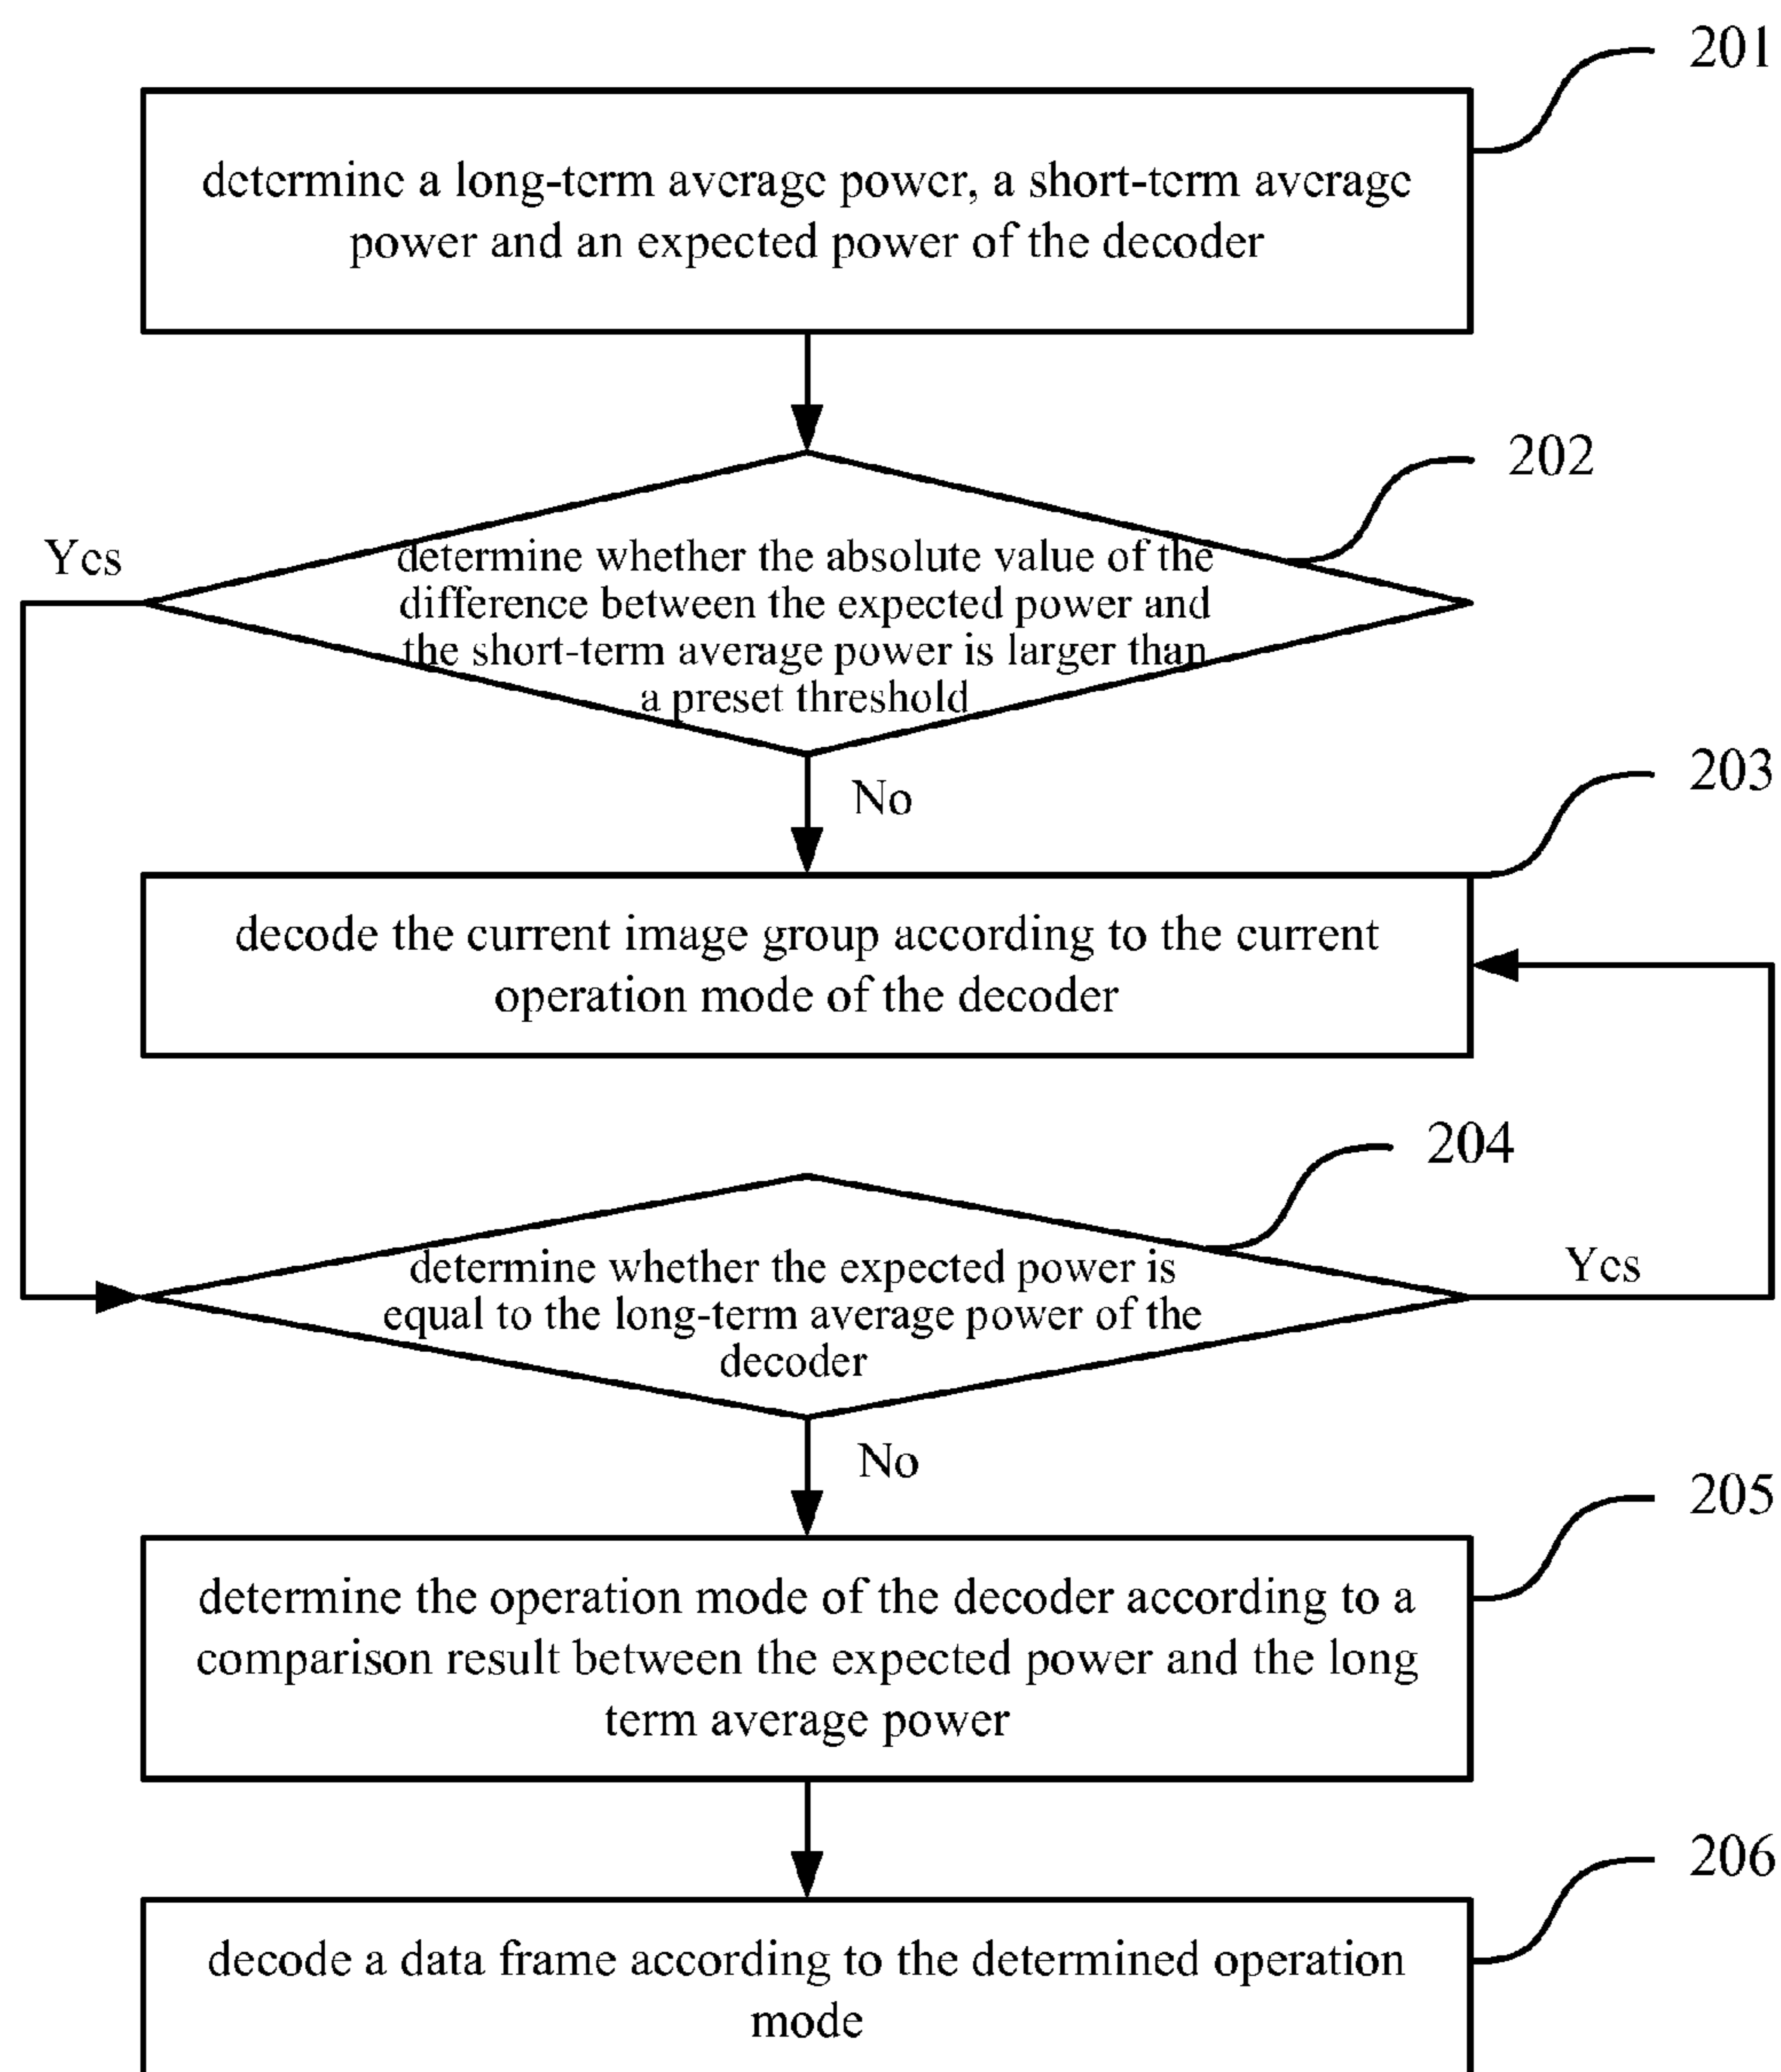 201
determine a long-term average power, a short-term average
power and an expected power of the decoder
202
Yes
determine whether the absolute value of the
difference between the expected power and
the short-term average power is larger than
a preset threshold
No
203
decode the current image group according to the current
operation mode of the decoder
204
determine whether the expected power is
equal to the long-term average power of the
decoder
Yes
No
205
determine the operation mode of the decoder according to a
comparison result between the expected power and the long
term average power
206
decode a data frame according to the determined operation
mode